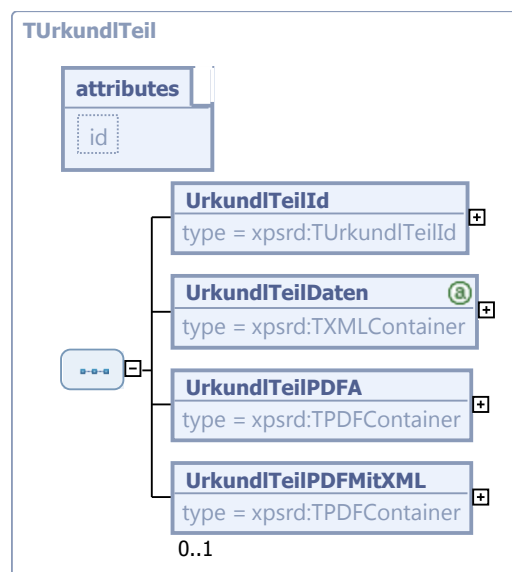 TUrkundlTeil
attributes
id
UrkundlTeilId
type = xpsrd:TUrkundlTeilId
UrkundlTeilDaten a
type = xpsrd:TXMLContainer
UrkundlTeilPDFA
type = xpsrd:TPDFContainer
UrkundlTeilPDFMitXML
type = xpsrd:TPDFContainer
0..1